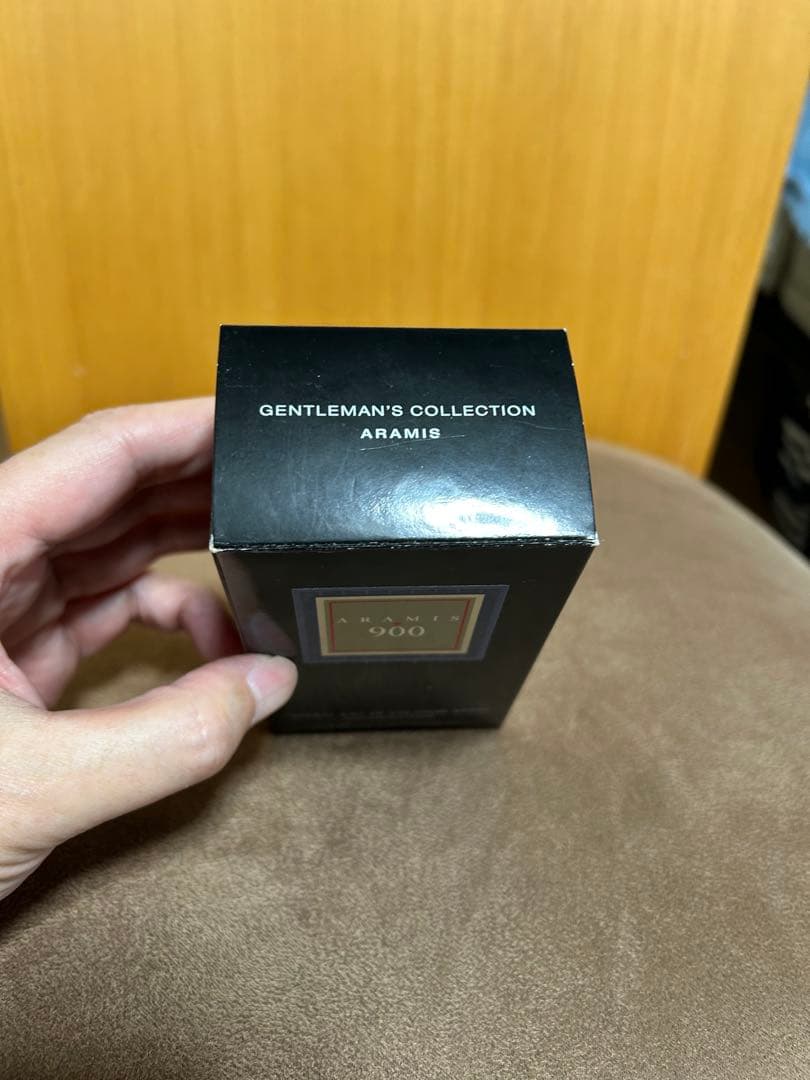 GENTLEMAN'S COLLECTION
ARAMIS
ARAMIS
900